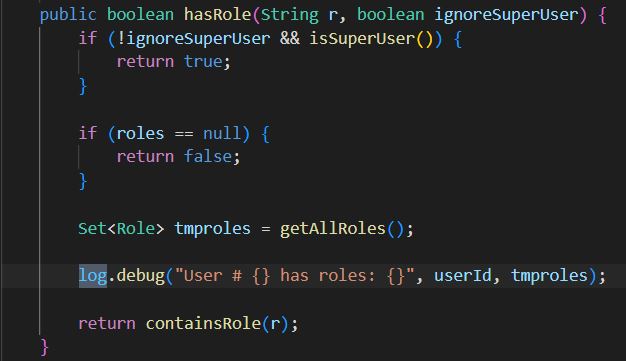 public boolean hasRole(String r, boolean ignoreSuperUser) {
if (!ignoreSuperUser && isSuperUser()) {
return true;
}
if (roles == null) {
return false;
}
Set<Role> tmproles = getAllRoles();
log.debug("User # {} has roles: {}", userId, tmproles);
return containsRole(r);
}